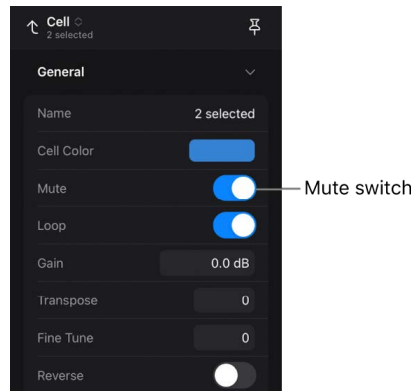 Cell
2 selected
General
Name 2 selected
Cell Color
Mute
Mute switch
Loop
Gain 0.0 dB
Transpose 0
Fine Tune 0
Reverse